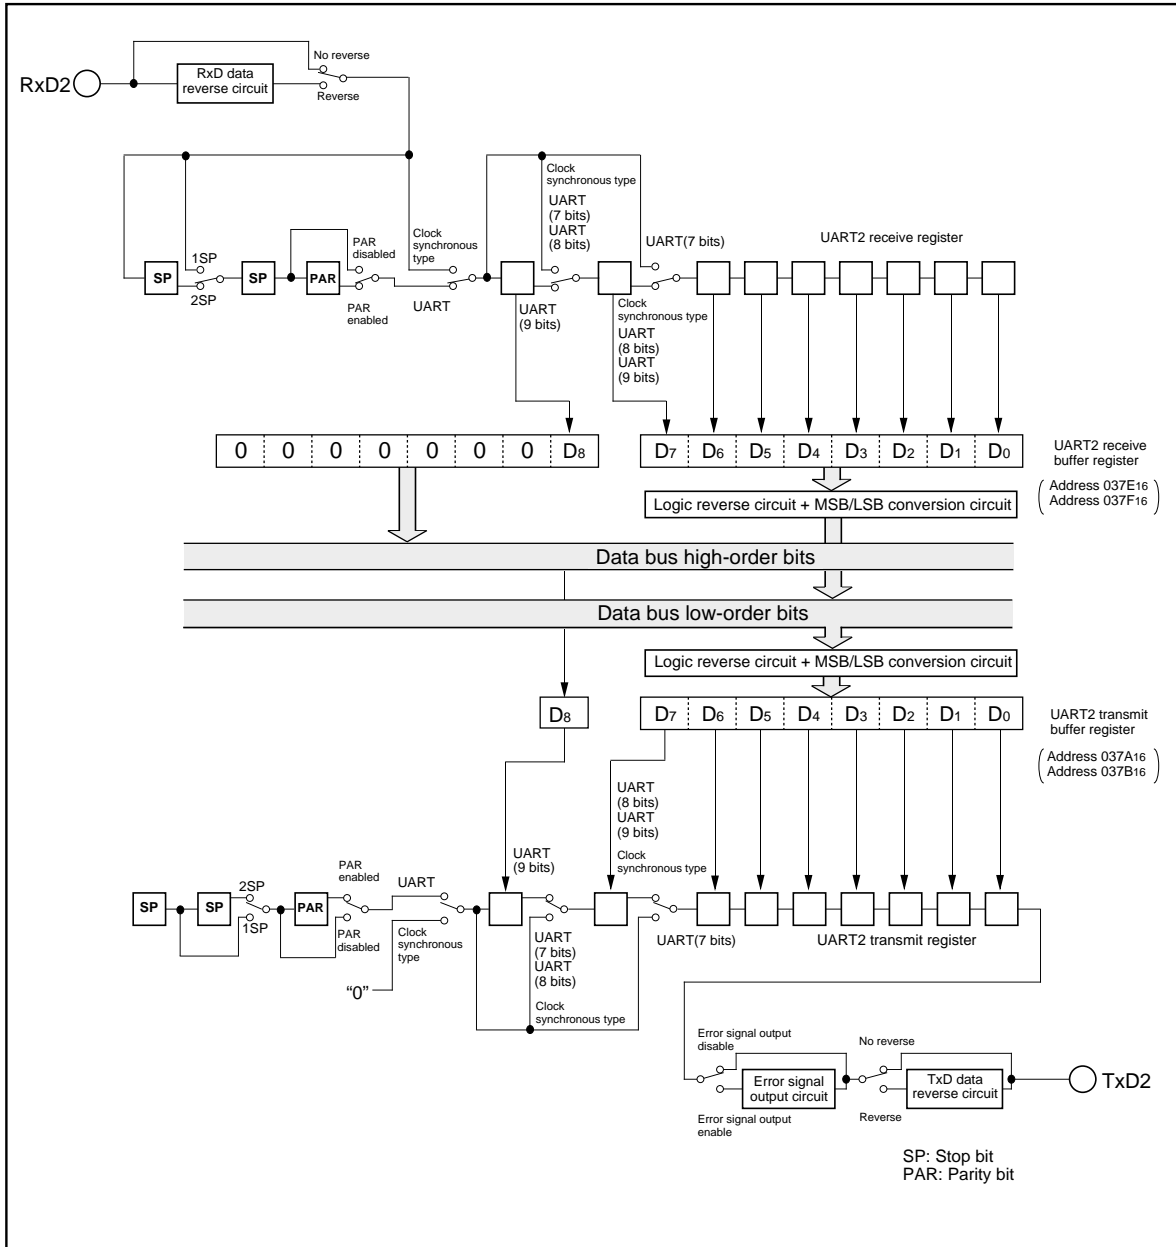 No reverse
RxD2
RxD data
reverse circuit
Reverse
Clock
synchronous type
UART
(7 bits)
UART
(8 bits)
PAR
disabled
Clock
synchronous
type
UART(7 bits)
UART2 receive register
1SP
SP
SP
PAR
2SP
PAR
enabled
UART
UART
(9 bits)
Clock
synchronous type
UART
(8 bits)
UART
(9 bits)
0 0 0 0 0 0 0 D8
D7 D6 D5 D4 D3 D2 D1 D0
UART2 receive
buffer register
Address 037E16
Address 037F16
Logic reverse circuit + MSB/LSB conversion circuit
Data bus high-order bits
Data bus low-order bits
Logic reverse circuit + MSB/LSB conversion circuit
D8
D7 D6 D5 D4 D3 D2 D1 D0
UART2 transmit
buffer register
Address 037A16
Address 037B16
UART
(8 bits)
UART
(9 bits)
UART
(9 bits)
Clock
synchronous type
PAR
enabled
2SP
UART
SP
SP
PAR
1SP
PAR
disabled
Clock
synchronous
type
UART
(7 bits)
UART
(8 bits)
UART(7 bits)
UART2 transmit register
“0”
Clock
synchronous type
Error signal output
disable
No reverse
Error signal
output circuit
TxD data
reverse circuit
TxD2
Error signal output
enable
Reverse
SP: Stop bit
PAR: Parity bit